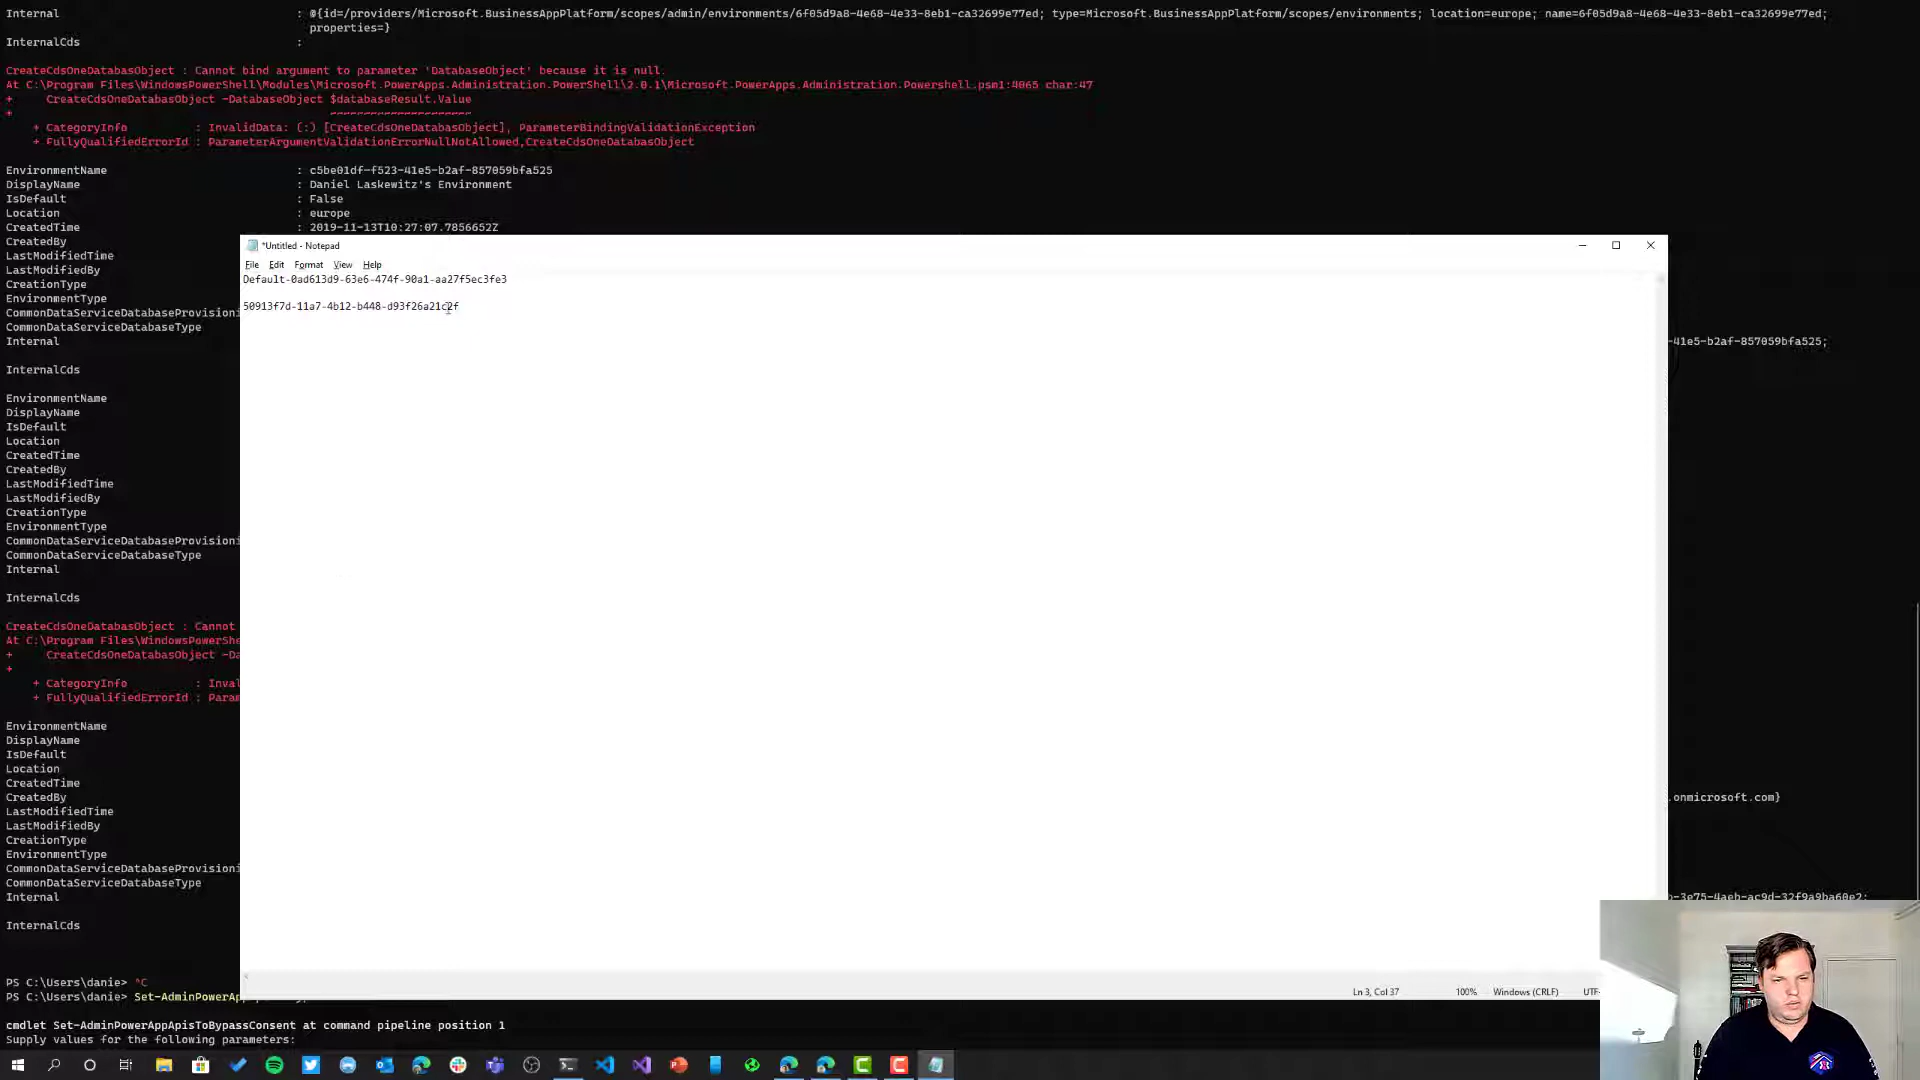 Internal : @{id=/providers/Microsoft.BusinessAppPlatform/scopes/admin/environments/6f05d9a8-4e68-4e33-8eb1-ca32699e77ed; type=Microsoft.BusinessAppPlatform/scopes/environments; location=europe; name=6f05d9a8-4e68-4e33-8eb1-ca32699e77ed;
properties=}
InternalCds :
CreateCdsOneDatabasObject : Cannot bind argument to parameter 'DatabaseObject' because it is null.
At C:\Program Files\WindowsPowerShell\Modules\Microsoft.PowerApps.Administration.PowerShell\2.0.1\Microsoft.PowerApps.Administration.Powershell.psm1:4065 char:47
+ CreateCdsOneDatabasObject -DatabaseObject $databaseResult.Value
+ ~~~~~~~~~~~~~~~~~~~~~
+ CategoryInfo : InvalidData: (:) [CreateCdsOneDatabasObject], ParameterBindingValidationException
+ FullyQualifiedErrorId : ParameterArgumentValidationErrorNullNotAllowed,CreateCdsOneDatabasObject
EnvironmentName : c5be01df-f523-41e5-b2af-857059bfa525
DisplayName : Daniel Laskewitz's Environment
IsDefault : False
Location : europe
CreatedTime : 2019-11-13T10:27:07.7856652Z
CreatedBy
LastModifiedTime
LastModifiedBy
CreationType
EnvironmentType
CommonDataServiceDatabaseProvisioni
CommonDataServiceDatabaseType
Internal -41e5-b2af-857059bfa525;
InternalCds
EnvironmentName
DisplayName
IsDefault
Location
CreatedTime
CreatedBy
LastModifiedTime
LastModifiedBy
CreationType
EnvironmentType
CommonDataServiceDatabaseProvisioni
CommonDataServiceDatabaseType
Internal
InternalCds
CreateCdsOneDatabasObject : Cannot
At C:\Program Files\WindowsPowerShe
+ CreateCdsOneDatabasObject -Da
+
+ CategoryInfo : Inval
+ FullyQualifiedErrorId : Param
EnvironmentName
DisplayName
IsDefault
Location
CreatedTime
CreatedBy .onmicrosoft.com}
LastModifiedTime
LastModifiedBy
CreationType
EnvironmentType
CommonDataServiceDatabaseProvisioni
CommonDataServiceDatabaseType
Internal -3e75-4aeb-ac9d-32f9a9ba60e2;
InternalCds
PS C:\Users\danie> ^C
PS C:\Users\danie> Set-AdminPowerAp
cmdlet Set-AdminPowerAppApisToBypassConsent at command pipeline position 1
Supply values for the following parameters:
*Untitled - Notepad
File Edit Format View Help
Default-0ad613d9-63e6-474f-90a1-aa27f5ec3fe3
50913f7d-11a7-4b12-b448-d93f26a21c2f
Ln 3, Col 37 100% Windows (CRLF) UTF-